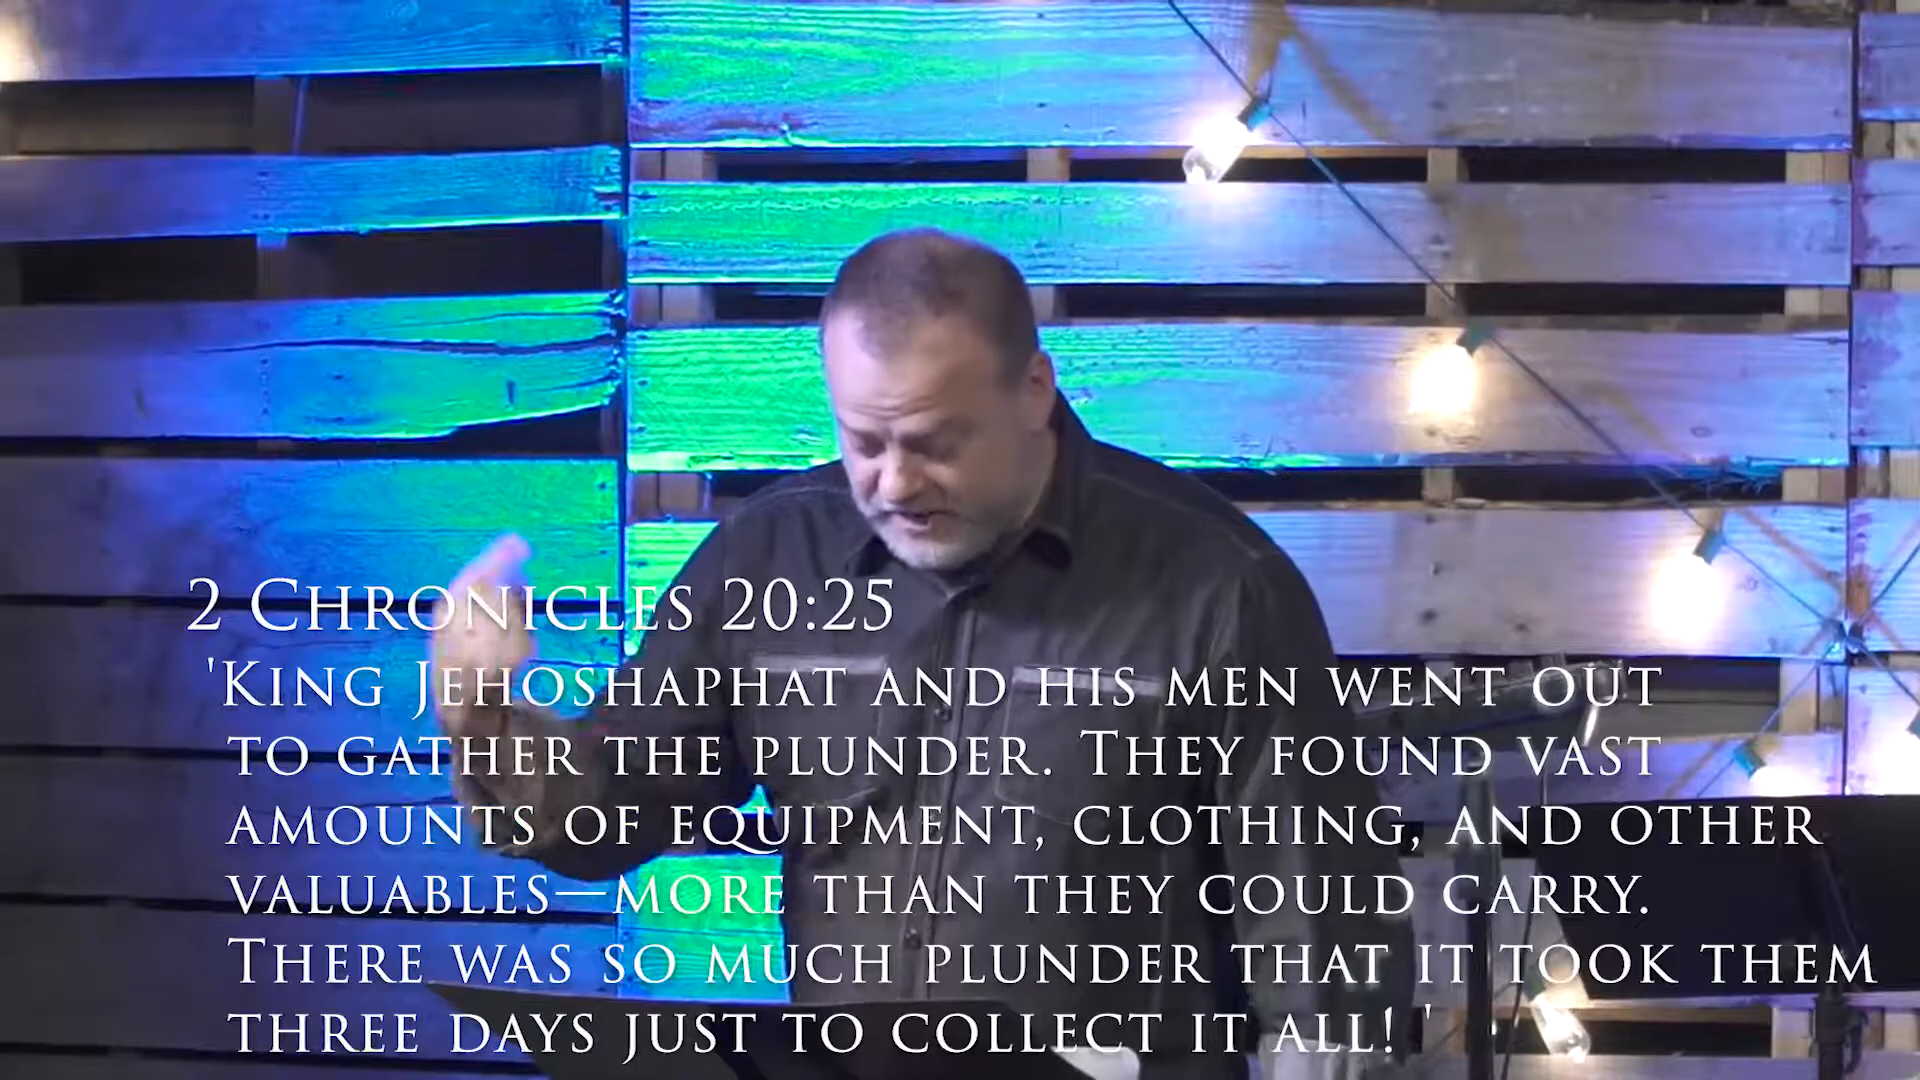 2 Chronicles 20:25
'King Jehoshaphat and his men went out
to gather the plunder. They found vast
amounts of equipment, clothing, and other
valuables—more than they could carry.
There was so much plunder that it took them
three days just to collect it all! '